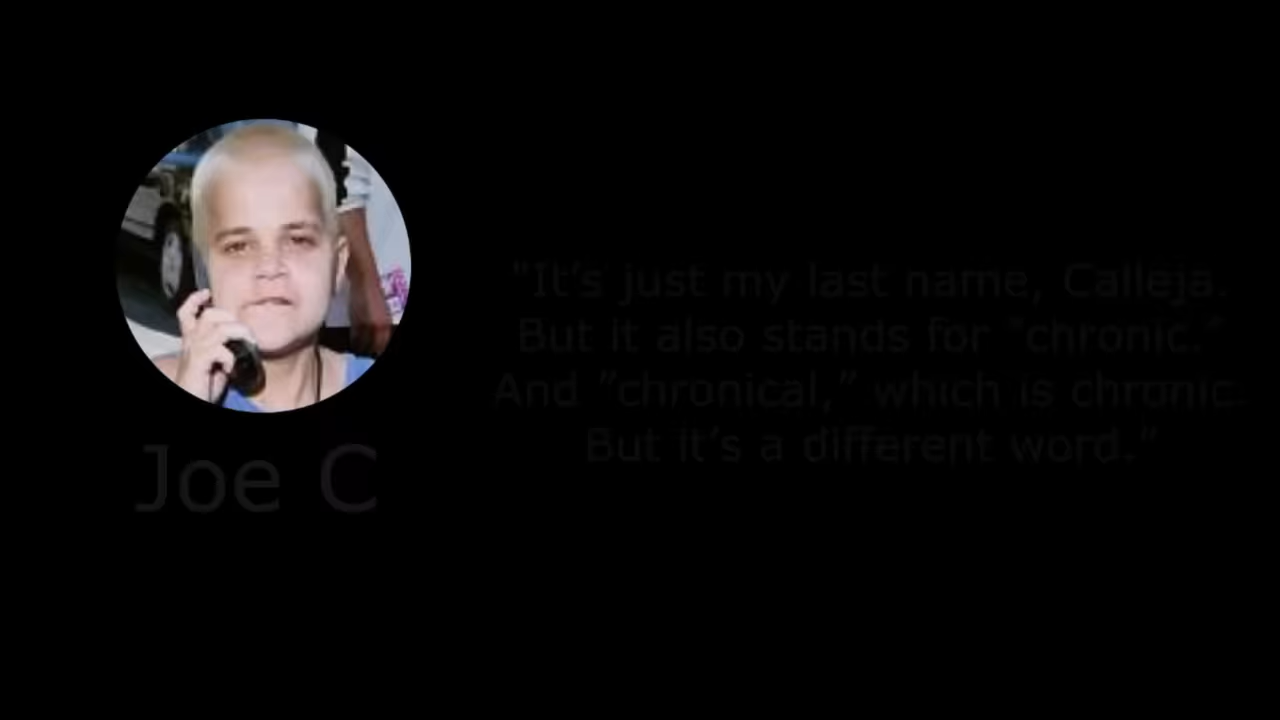 "It's just my last name, Calleja.
But it also stands for "chronic."
And "chronical," which is chronic.
But it's a different word."
Joe C